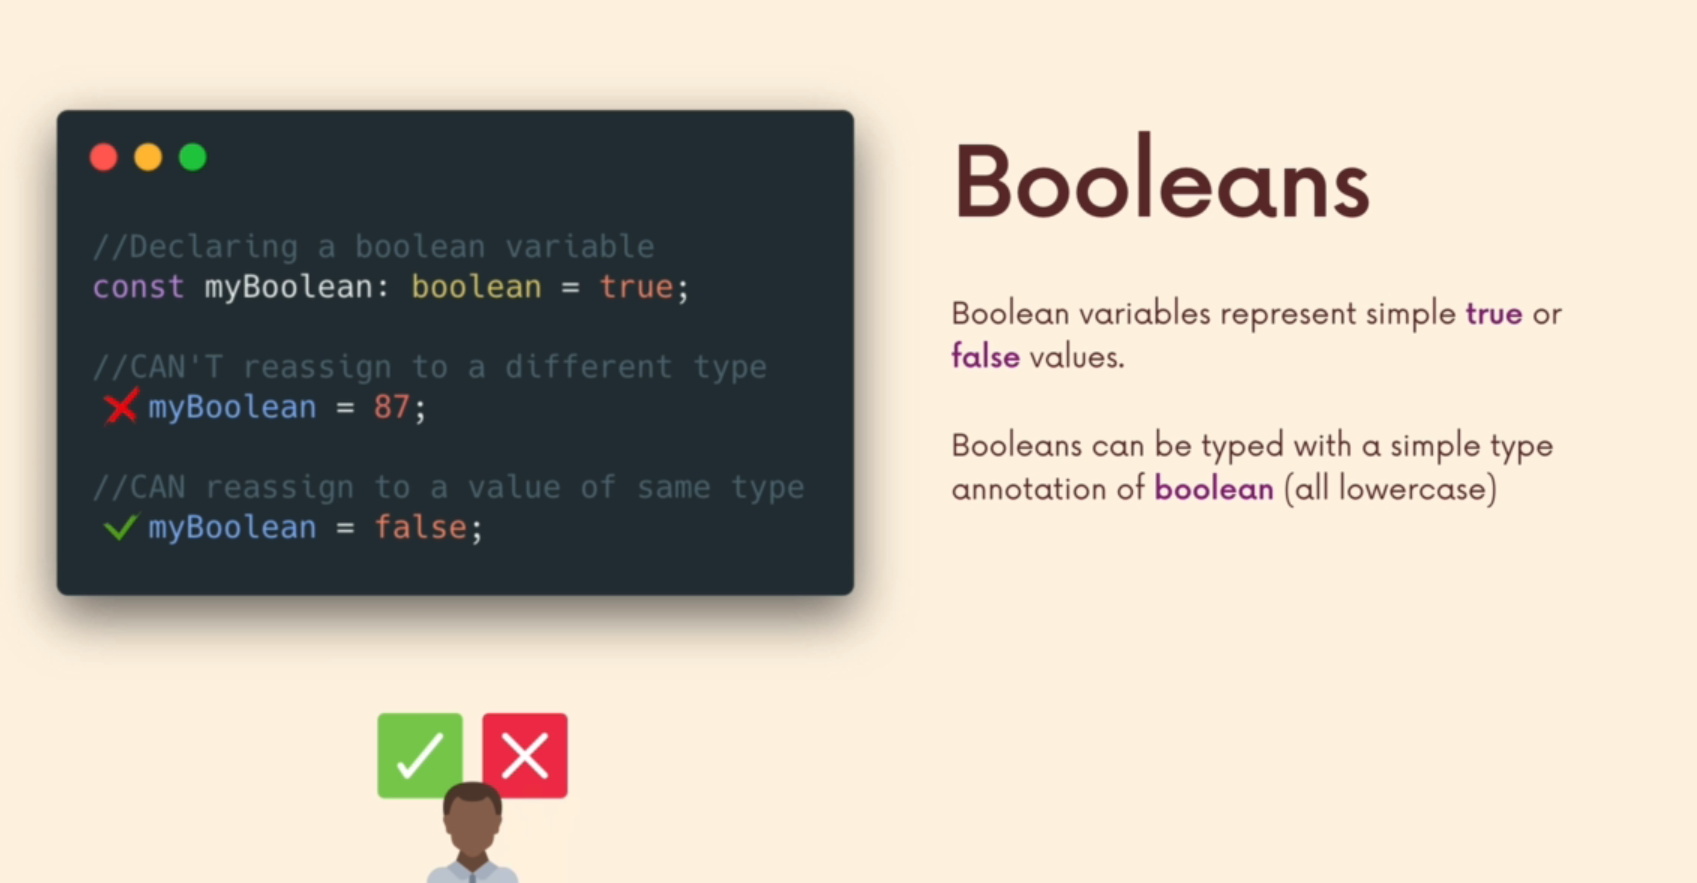 //Declaring a boolean variable
const myBoolean: boolean = true;
//CAN'T reassign to a different type
myBoolean = 87;
//CAN reassign to a value of same type
myBoolean = false;
Booleans
Boolean variables represent simple true or
false values.
Booleans can be typed with a simple type
annotation of boolean (all lowercase)